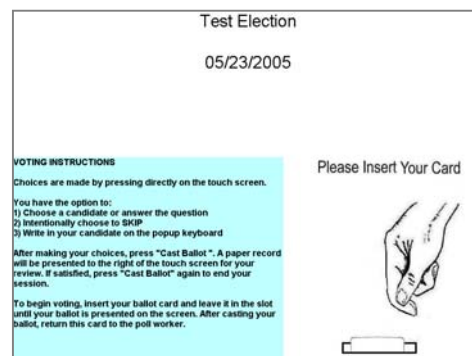 Test Election
05/23/2005
VOTING INSTRUCTIONS
Choices are made by pressing directly on the touch screen.
You have the option to:
1) Choose a candidate or answer the question
2) Intentionally choose to SKIP
3) Write in your candidate on the popup keyboard
After making your choices, press "Cast Ballot ". A paper record
will be presented to the right of the touch screen for your
review. If satisfied, press "Cast Ballot" again to end your
session.
To begin voting, insert your ballot card and leave it in the slot
until your ballot is presented on the screen. After casting your
ballot, return this card to the poll worker.
Please Insert Your Card